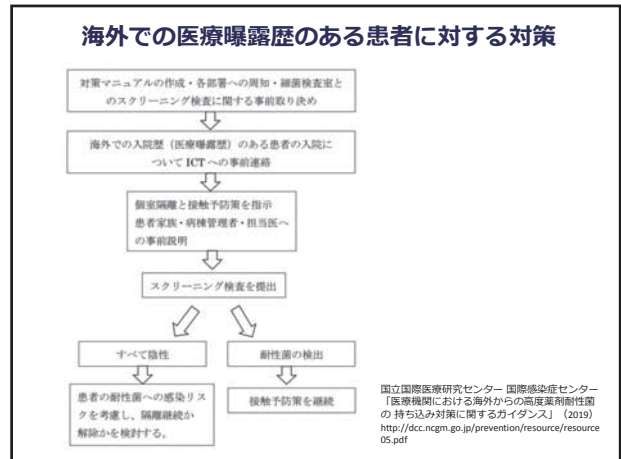 海外での医療曝露歴のある患者に対する対策
対策マニュアルの作成・各部署への周知・細菌検査室と
のスクリーニング検査に関する事前取り決め
海外での入院歴（医療曝露歴）のある患者の入院に
ついて ICT への事前連絡
個室隔離と接触予防策を指示
患者家族・病棟管理者・担当医へ
の事前説明
スクリーニング検査を提出
すべて陰性
耐性菌の検出
患者の耐性菌への感染リス
クを考慮し、隔離継続か
解除かを検討する。
接触予防策を継続
国立国際医療研究センター 国際感染症センター
「医療機関における海外からの高度薬剤耐性菌
の 持ち込み対策に関するガイダンス」（2019）
http://dcc.ncgm.go.jp/prevention/resource/resource
05.pdf